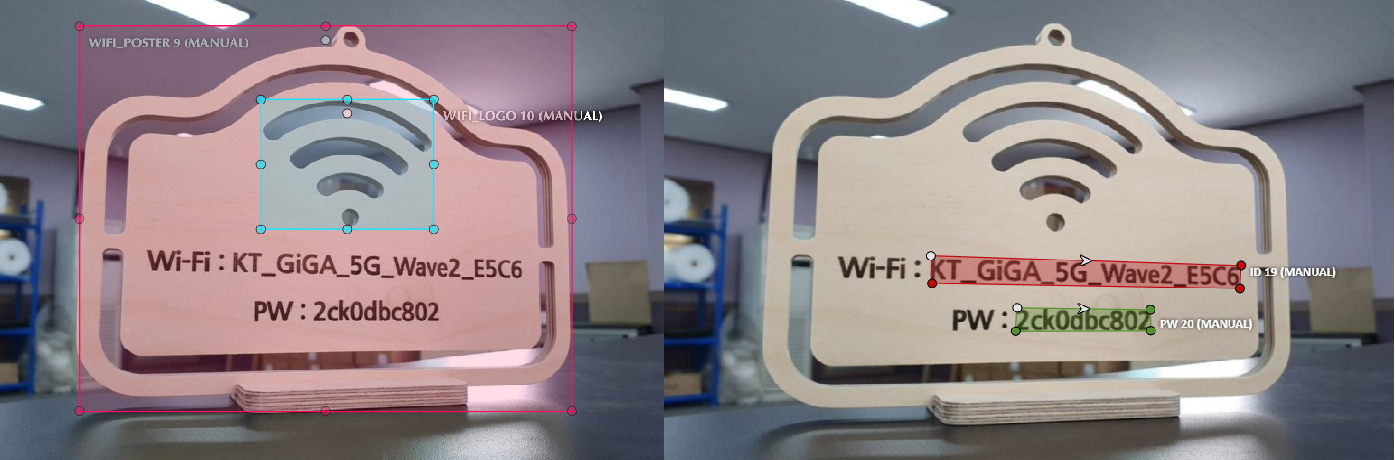 WIFI_POSTER 9 (MANUAL)
WIFI_LOGO 10 (MANUAL)
Wi-Fi : KT_GiGA_5G_Wave2_E5C6
PW : 2ck0dbc802
Wi-Fi : KT_GiGA_5G_Wave2_E5C6
ID 19 (MANUAL)
PW : 2ck0dbc802
PW 20 (MANUAL)